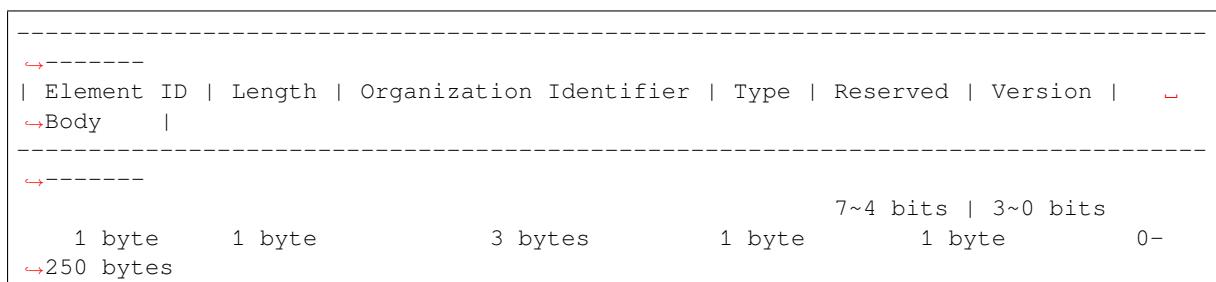 ------------------------------------------------------------------------------------
↪-------
| Element ID | Length | Organization Identifier | Type | Reserved | Version |   ␣
↪Body    |
------------------------------------------------------------------------------------
↪-------
                                                          7~4 bits | 3~0 bits
    1 byte     1 byte              3 bytes         1 byte        1 byte         0-
↪250 bytes